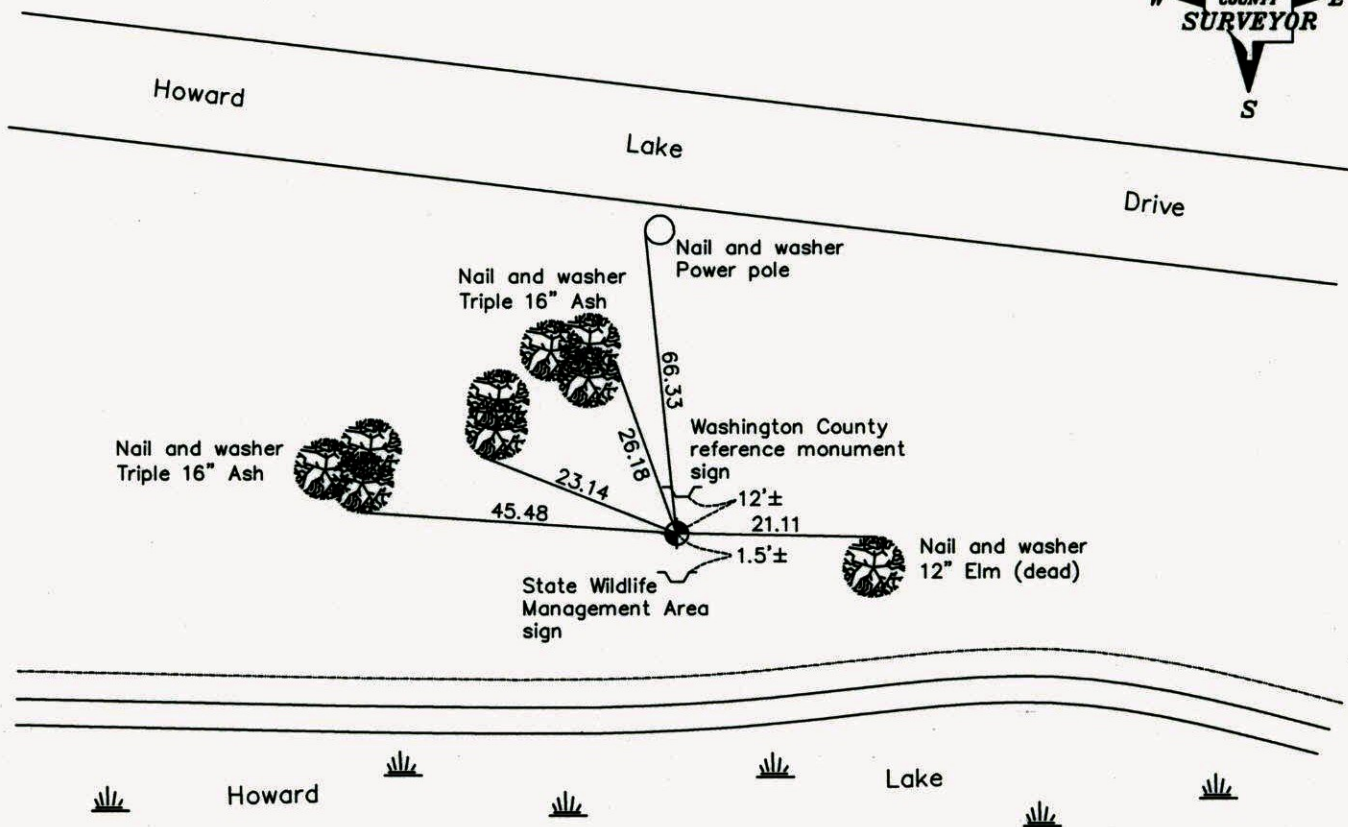 W
COUNTY
E
SURVEYOR
S
Howard
Lake
Drive
Nail and washer
Power pole
Nail and washer
Triple 16" Ash
66.33
Washington County
reference monument
sign
26.18
Nail and washer
Triple 16" Ash
23.14
12'±
45.48
21.11
1.5'±
Nail and washer
12" Elm (dead)
State Wildlife
Management Area
sign
Howard
Lake